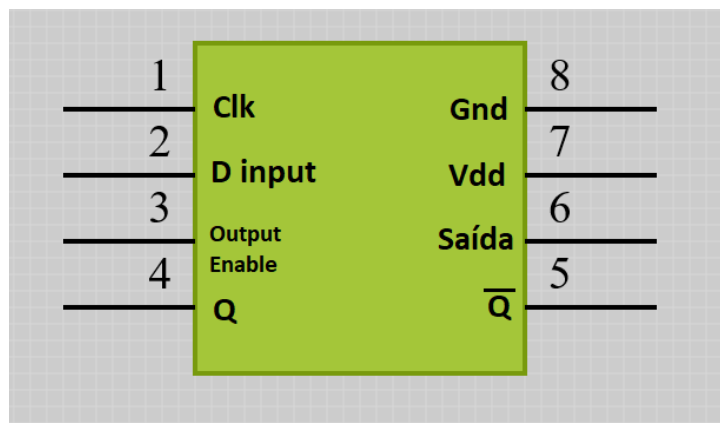 1
Clk
2
D input
3
Output
Enable
4
Q
8
Gnd
7
Vdd
6
Saída
5
Q̅